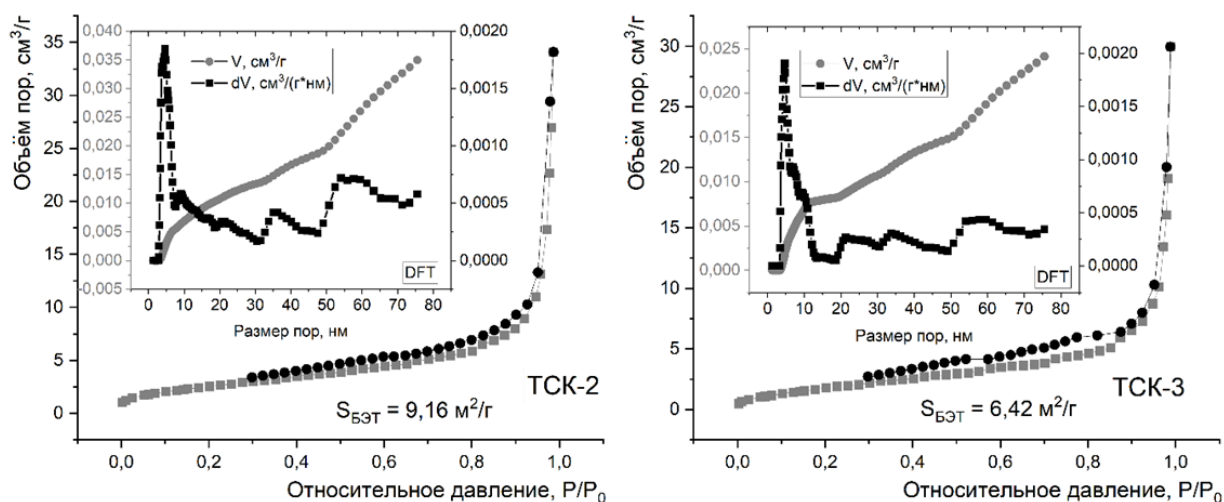 Объём пор, см³/г
35
30
25
20
15
10
5
0
0,0
0,2
0,4
0,6
0,8
1,0
Относительное давление, P/P₀
ТСК-2
S_БЭТ = 9,16 м²/г
0,040
0,035
0,030
0,025
0,020
0,015
0,010
0,005
0,000
0,005
V, см³/г
dV, см³/(г*нм)
0,0020
0,0015
0,0010
0,0005
0,0000
DFT
0 10 20 30 40 50 60 70 80
Размер пор, нм
Объём пор, см³/г
30
25
20
15
10
5
0
0,0
0,2
0,4
0,6
0,8
1,0
Относительное давление, P/P₀
ТСК-3
S_БЭТ = 6,42 м²/г
0,025
0,020
0,015
0,010
0,005
0,000
V, см³/г
dV, см³/(г*нм)
0,0020
0,0015
0,0010
0,0005
0,0000
DFT
0 10 20 30 40 50 60 70 80
Размер пор, нм